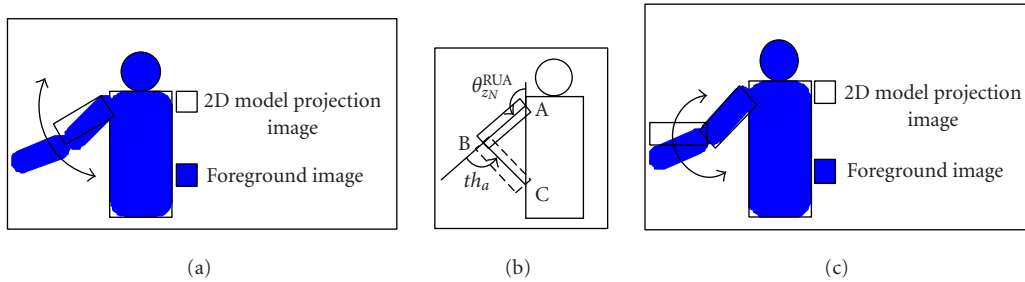 2D model projection
image
Foreground image
θ_{z_N}^{RUA}
A
B
th_a
C
2D model projection
image
Foreground image
(a)
(b)
(c)